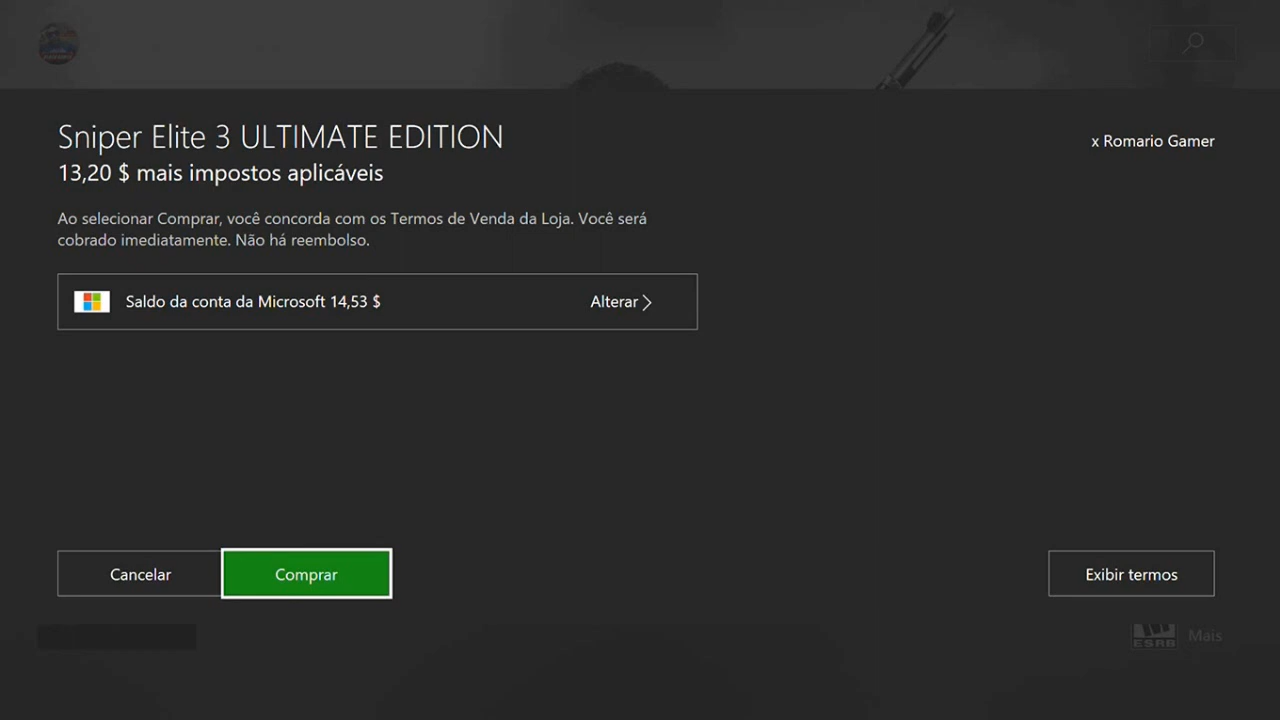 Sniper Elite 3 ULTIMATE EDITION
x Romario Gamer
13,20 $ mais impostos aplicáveis
Ao selecionar Comprar, você concorda com os Termos de Venda da Loja. Você será
cobrado imediatamente. Não há reembolso.
Saldo da conta da Microsoft 14,53 $
Alterar
Cancelar
Comprar
Exibir termos
ESRB
Mais